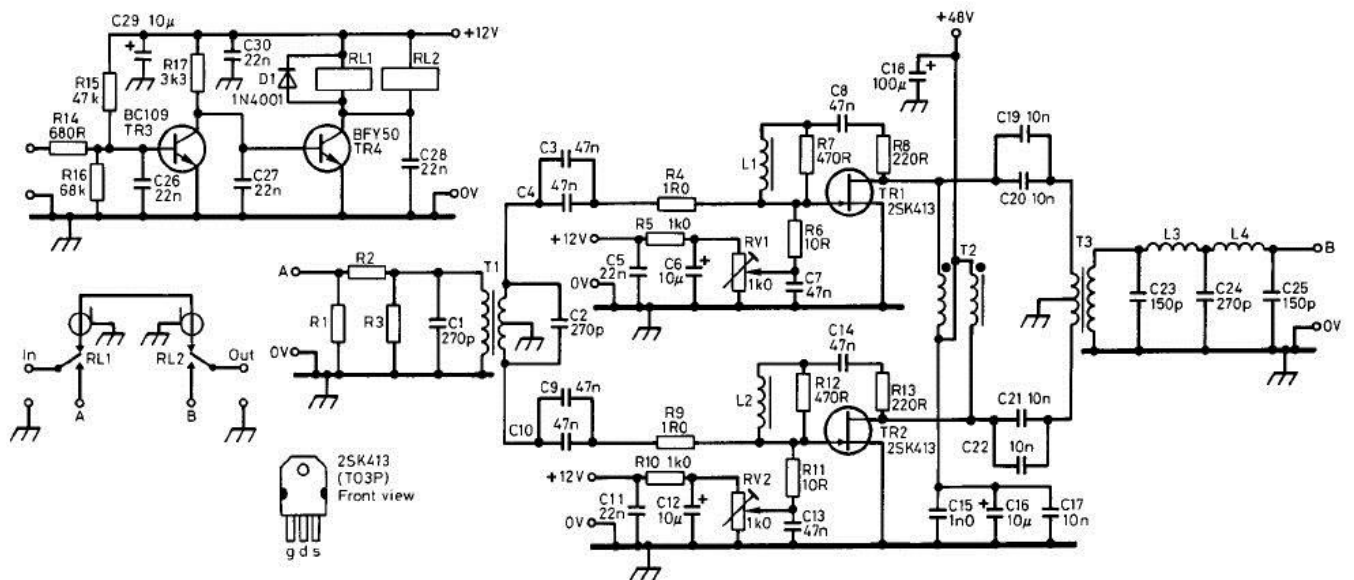 C29 10μ
+12V
C30
22n
R17
3k3
R15
47k
D1
1N4001
RL1
RL2
R14
680R
BC109
TR3
BFY50
TR4
R16
68k
C26
22n
C27
22n
C28
22n
0V
+48V
C18
100μ
C8
47n
C19 10n
C3
47n
C4
47n
R4
1R0
L1
R7
470R
R8
220R
TR1
2SK413
C20 10n
R6
10R
+12V
R5 1k0
RV1
1k0
C5
22n
C6
10μ
0V
C7
47n
T2
T3
L3
L4
B
C23
150p
C24
270p
C25
150p
0V
A
R2
T1
R1
R3
C1
270p
C2
270p
0V
In
RL1
RL2
Out
A
B
C14
47n
C9
47n
C10
47n
R9
1R0
L2
R12
470R
R13
220R
TR2
2SK413
C21 10n
C22
10n
R11
10R
+12V
R10 1k0
RV2
1k0
C11
22n
C12
10μ
0V
C13
47n
C15
1n0
C16
10μ
C17
10n
2SK413
(T03P)
Front view
g d s